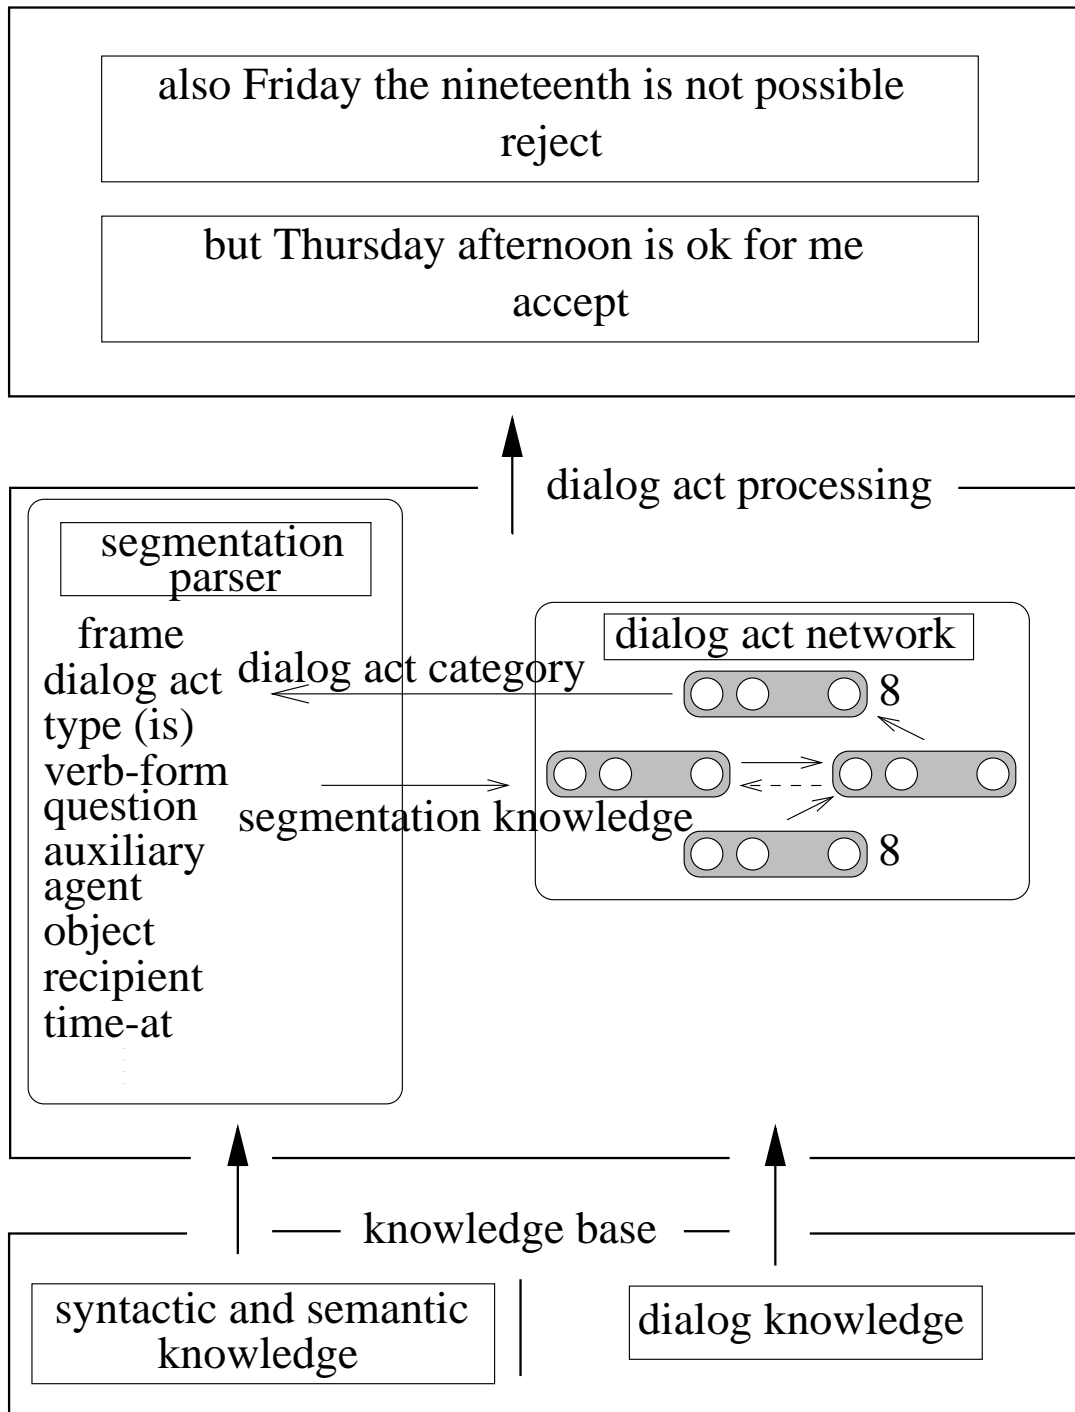 also Friday the nineteenth is not possible
reject
but Thursday afternoon is ok for me
accept
dialog act processing
segmentation
parser
frame
dialog act
type (is)
verb-form
question
auxiliary
agent
object
recipient
time-at
dialog act category
segmentation knowledge
dialog act network
8
8
knowledge base
syntactic and semantic
knowledge
dialog knowledge